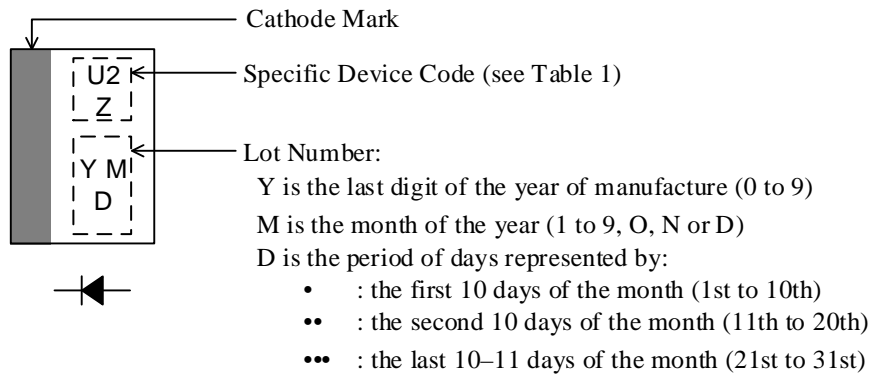 Cathode Mark
U2
Z
Specific Device Code (see Table 1)
Y M
D
Lot Number:
Y is the last digit of the year of manufacture (0 to 9)
M is the month of the year (1 to 9, O, N or D)
D is the period of days represented by:
• : the first 10 days of the month (1st to 10th)
•• : the second 10 days of the month (11th to 20th)
••• : the last 10–11 days of the month (21st to 31st)